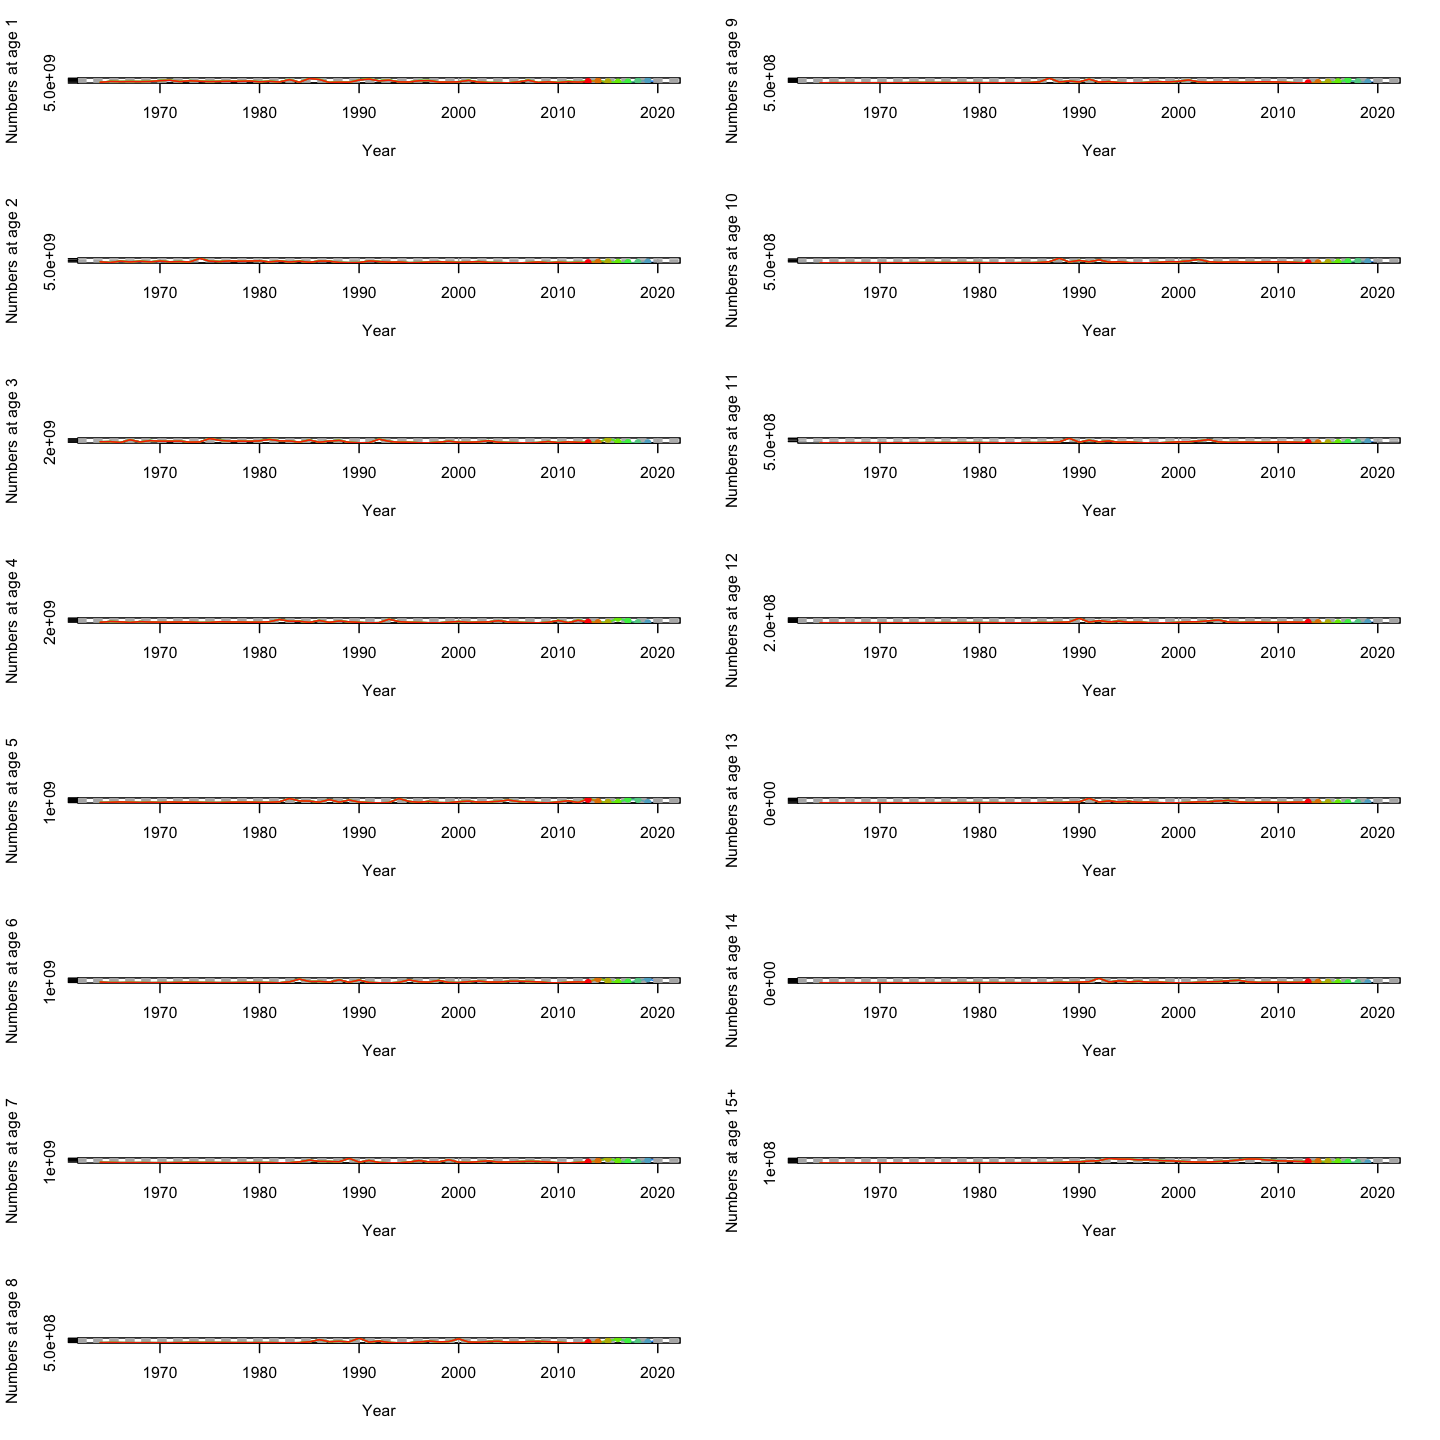 Numbers at age 1
5.0e+09
1970 1980 1990 2000 2010 2020
Year
Numbers at age 2
5.0e+09
1970 1980 1990 2000 2010 2020
Year
Numbers at age 3
2e+09
1970 1980 1990 2000 2010 2020
Year
Numbers at age 4
2e+09
1970 1980 1990 2000 2010 2020
Year
Numbers at age 5
1e+09
1970 1980 1990 2000 2010 2020
Year
Numbers at age 6
1e+09
1970 1980 1990 2000 2010 2020
Year
Numbers at age 7
1e+09
1970 1980 1990 2000 2010 2020
Year
Numbers at age 8
5.0e+08
1970 1980 1990 2000 2010 2020
Year
Numbers at age 9
5.0e+08
1970 1980 1990 2000 2010 2020
Year
Numbers at age 10
5.0e+08
1970 1980 1990 2000 2010 2020
Year
Numbers at age 11
5.0e+08
1970 1980 1990 2000 2010 2020
Year
Numbers at age 12
2.0e+08
1970 1980 1990 2000 2010 2020
Year
Numbers at age 13
0e+00
1970 1980 1990 2000 2010 2020
Year
Numbers at age 14
0e+00
1970 1980 1990 2000 2010 2020
Year
Numbers at age 15+
1e+08
1970 1980 1990 2000 2010 2020
Year